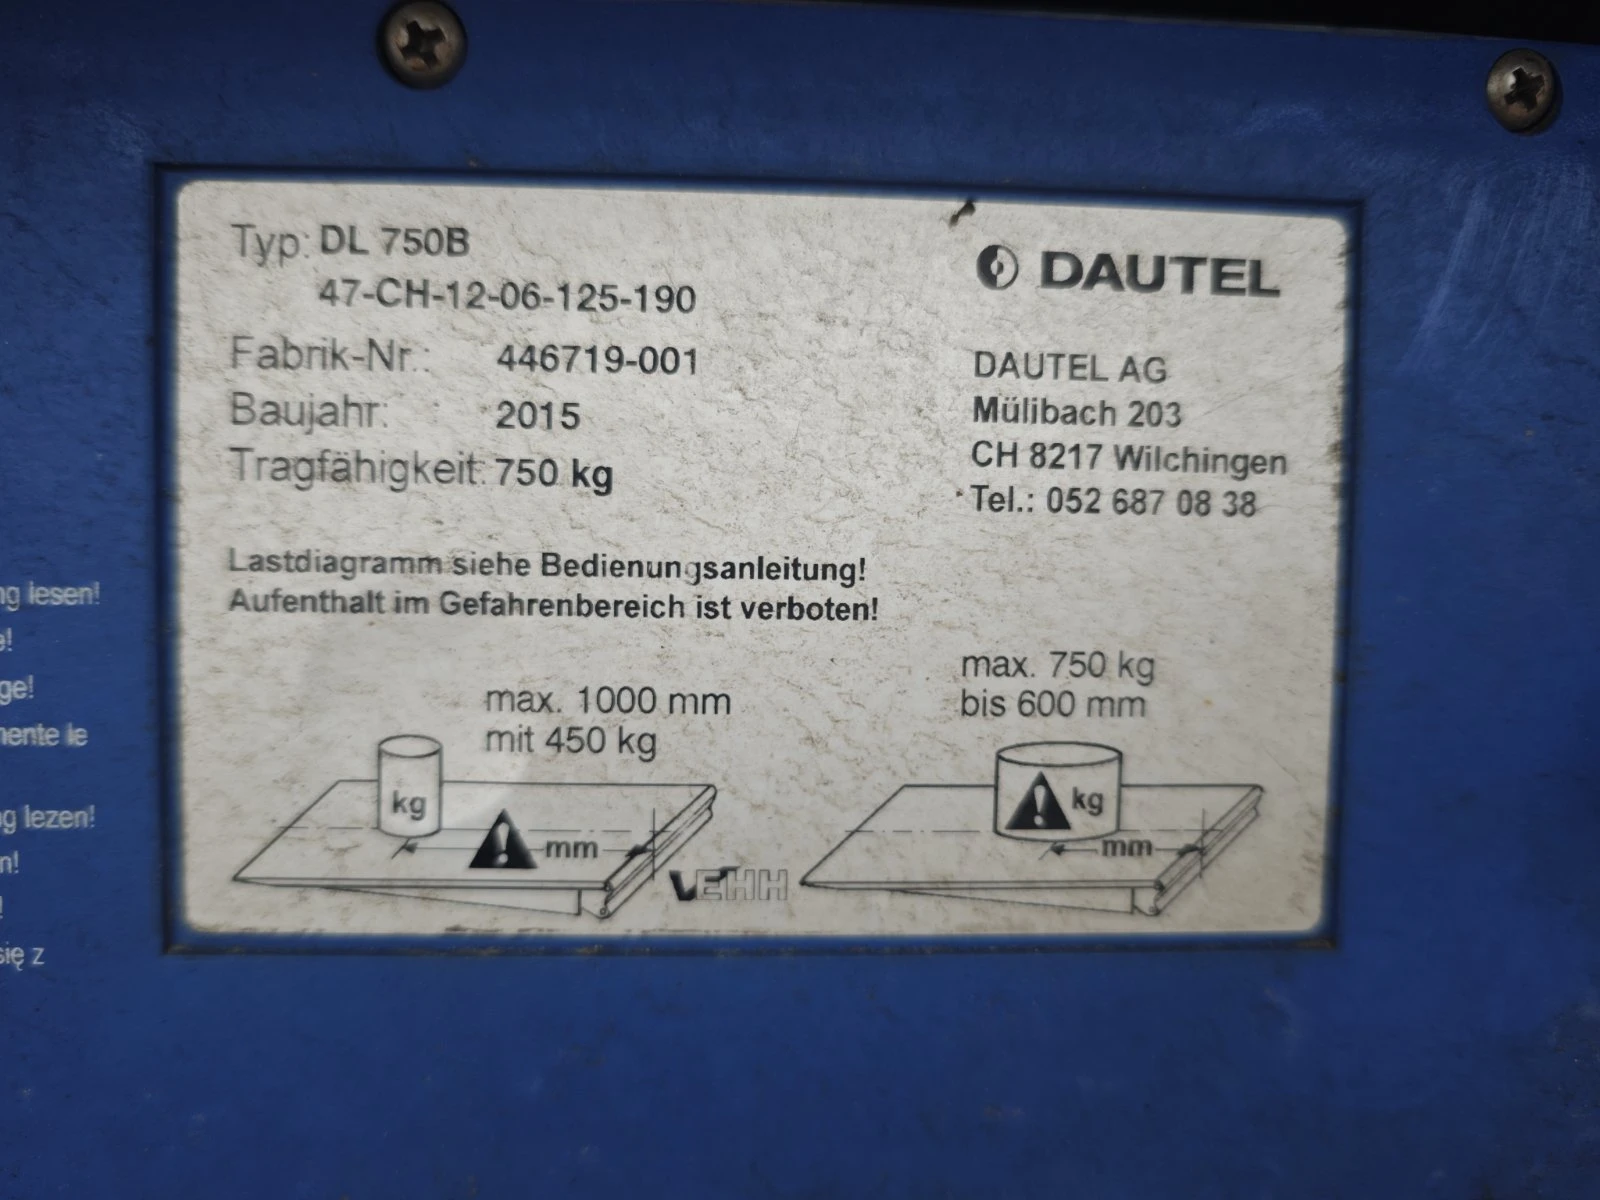 Typ: DL 750B
47-CH-12-06-125-190
Fabrik-Nr.: 446719-001
Baujahr: 2015
Tragfähigkeit: 750 kg
DAUTEL
DAUTEL AG
Mülibach 203
CH 8217 Wilchingen
Tel.: 052 687 08 38
Lastdiagramm siehe Bedienungsanleitung!
Aufenthalt im Gefahrenbereich ist verboten!
max. 1000 mm
mit 450 kg
kg
mm
max. 750 kg
bis 600 mm
kg
mm
lesen!
le
lezen!
się z